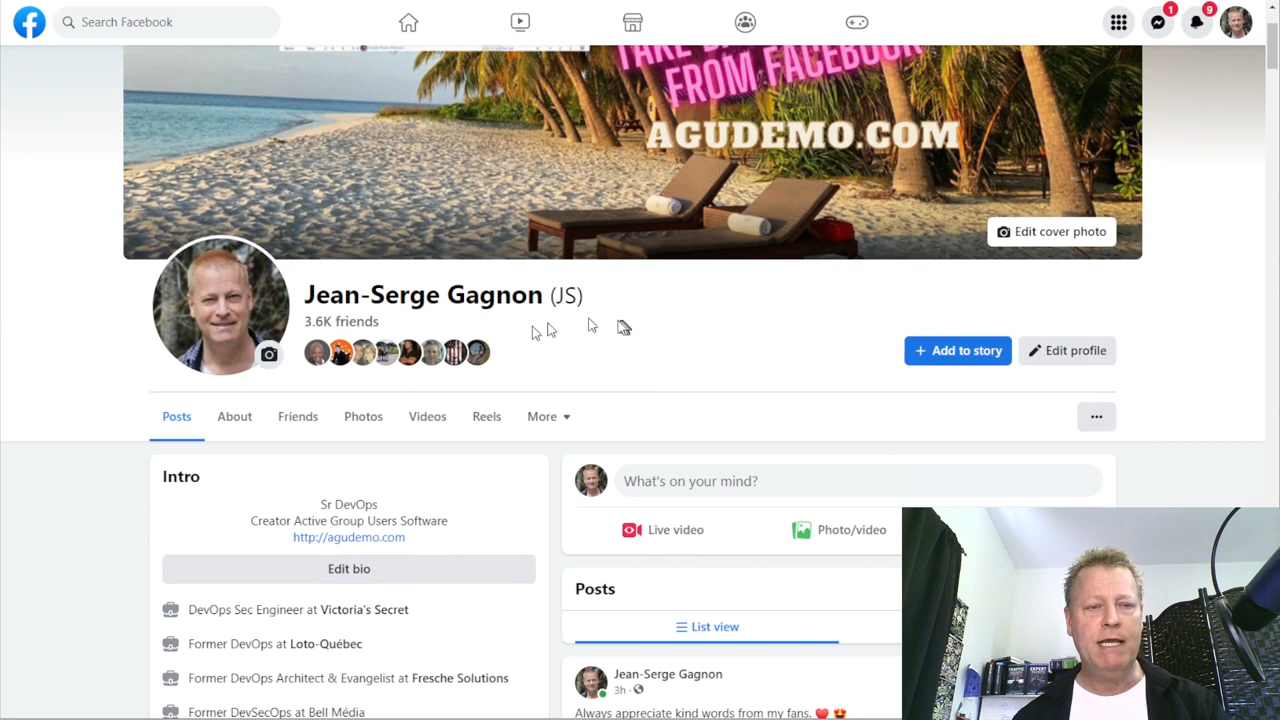 Search Facebook
1
9
FROM FACEBOOK
AGUDEMO.COM
Edit cover photo
Jean-Serge Gagnon (JS)
3.6K friends
+ Add to story
Edit profile
Posts
About
Friends
Photos
Videos
Reels
More
Intro
Sr DevOps
Creator Active Group Users Software
http://agudemo.com
Edit bio
DevOps Sec Engineer at Victoria's Secret
Former DevOps at Loto-Québec
Former DevOps Architect & Evangelist at Fresche Solutions
Former DevSecOps at Bell Média
What's on your mind?
Live video
Photo/video
Posts
List view
Jean-Serge Gagnon
3h ·
Always appreciate kind words from my fans. ❤️ 🤩
TRAFFIC
EXPERT